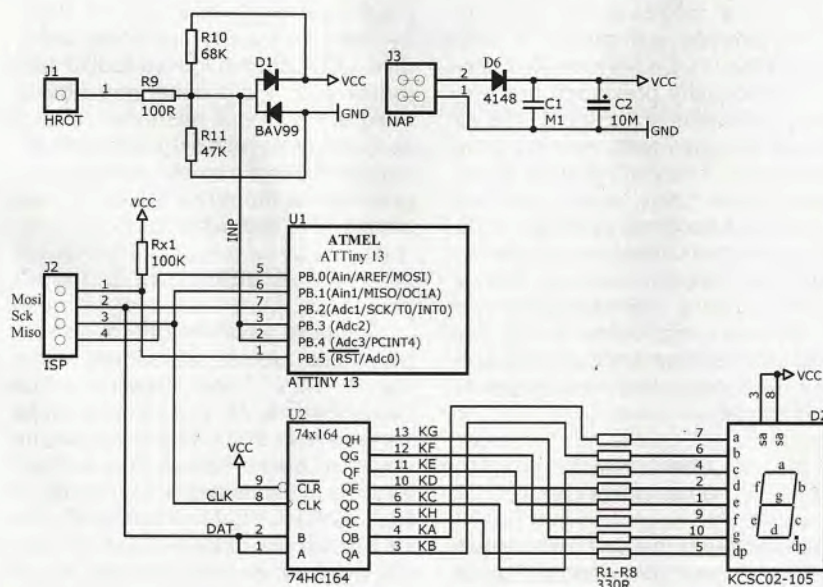 R10
68K
D1
VCC
J1
1
R9
100R
HROT
GND
BAV99
R11
47K
J3
2
1
NAP
D6
4148
VCC
C1
M1
C2
10M
GND
VCC
Rx1
100K
INP
J2
1
2
3
4
Mosi
Sck
Miso
ISP
U1
ATMEL
ATTiny 13
5 PB.0(Ain/AREF/MOSI)
6 PB.1(Ain1/MISO/OC1A)
7 PB.2(Adc1/SCK/T0/INT0)
3 PB.3 (Adc2)
2 PB.4 (Adc3/PCINT4)
1 PB.5 (RST/Adc0)
ATTINY 13
U2
74x164
VCC
9 CLR
CLK 8 CLK
DAT 2 B
1 A
QH 13 KG
QG 12 KF
QF 11 KE
QE 10 KD
QD 6 KC
QC 5 KH
QB 4 KA
QA 3 KB
74HC164
R1-R8
330R
VCC
3 8
sa sa
7 a
6 b
4 c
2 d
1 e
9 f
10 g
5 dp
a
f b
g
e c
d
dp
KCSC02-105